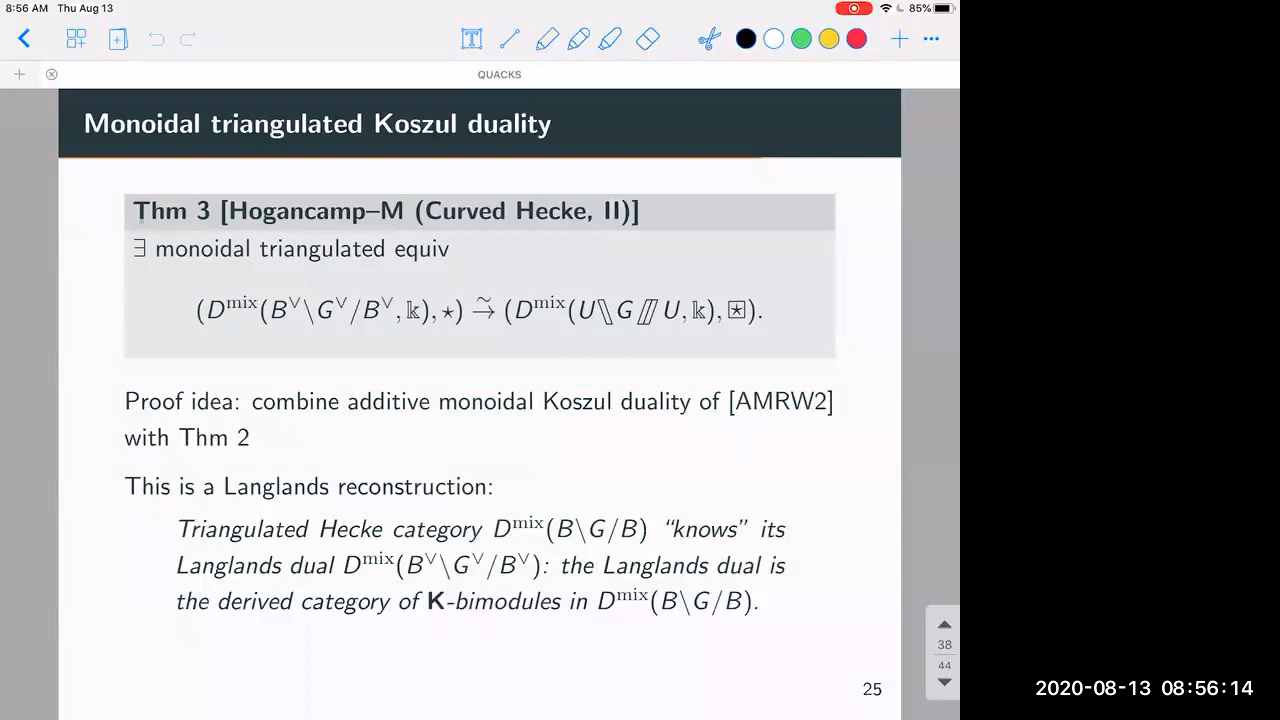 8:56 AM Thu Aug 13
85%
QUACKS
Monoidal triangulated Koszul duality
Thm 3 [Hogancamp–M (Curved Hecke, II)]
∃ monoidal triangulated equiv
(D^mix(B^∨\G^∨/B^∨, 𝕜), ⋆) →̃ (D^mix(U⑊G⫻U, 𝕜), ⧆).
Proof idea: combine additive monoidal Koszul duality of [AMRW2]
with Thm 2
This is a Langlands reconstruction:
Triangulated Hecke category D^mix(B\G/B) “knows” its
Langlands dual D^mix(B^∨\G^∨/B^∨): the Langlands dual is
the derived category of K-bimodules in D^mix(B\G/B).
38
44
25
2020-08-13 08:56:14